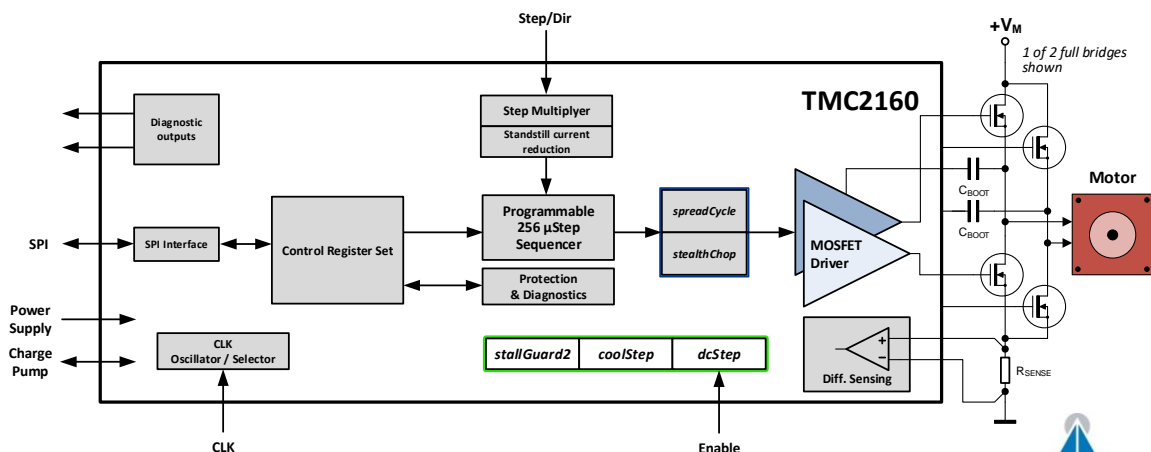 Step/Dir
+VM
1 of 2 full bridges
shown
TMC2160
Diagnostic
outputs
Step Multiplyer
Standstill current
reduction
CBOOT
Motor
SPI
SPI Interface
Control Register Set
Programmable
256 µStep
Sequencer
spreadCycle
stealthChop
MOSFET
Driver
CBOOT
Protection
& Diagnostics
Power
Supply
Charge
Pump
CLK
Oscillator / Selector
stallGuard2
coolStep
dcStep
+
−
Diff. Sensing
RSENSE
CLK
Enable